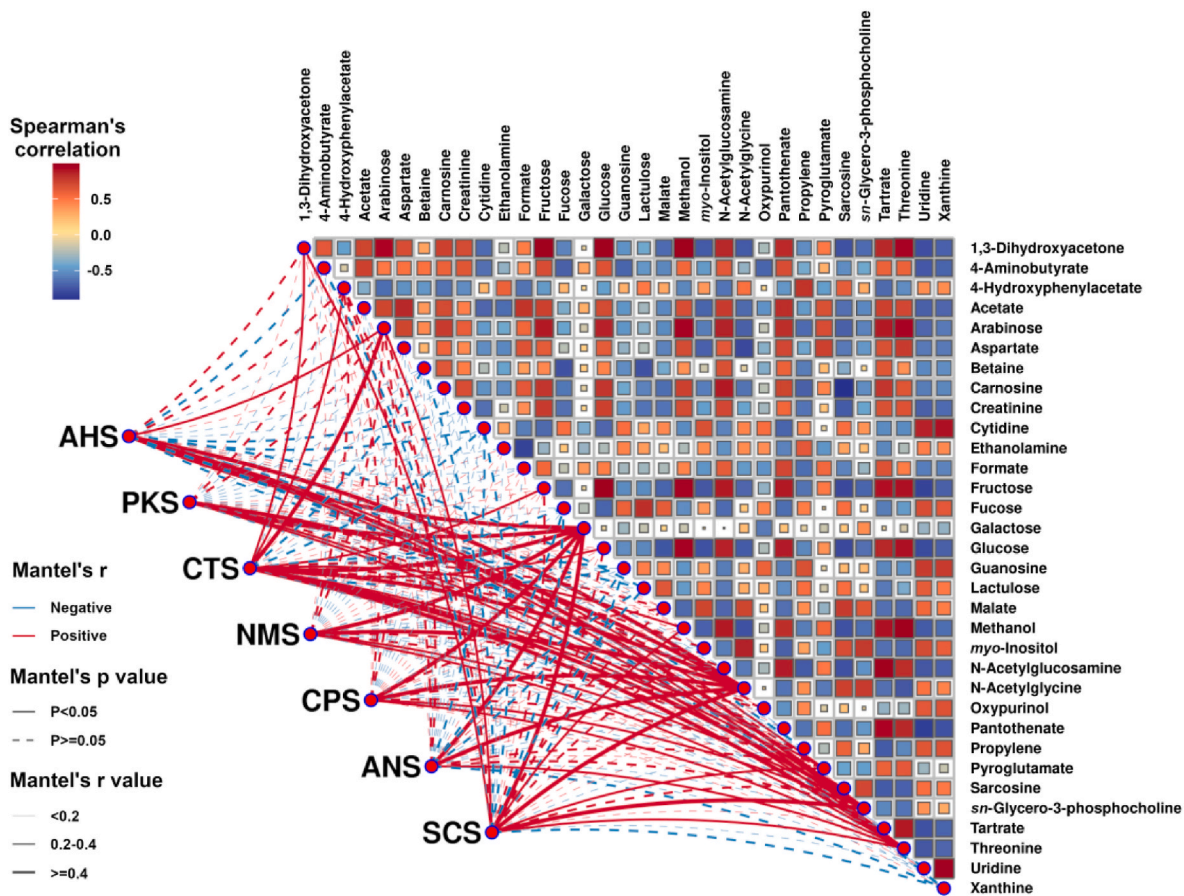 1,3-Dihydroxyacetone
4-Aminobutyrate
4-Hydroxyphenylacetate
Acetate
Arabinose
Aspartate
Betaine
Carnosine
Creatinine
Cytidine
Ethanolamine
Formate
Fructose
Fucose
Galactose
Glucose
Guanosine
Lactulose
Malate
Methanol
myo-Inositol
N-Acetylglucosamine
N-Acetylglycine
Oxypurinol
Pantothenate
Propylene
Pyroglutamate
Sarcosine
sn-Glycero-3-phosphocholine
Tartrate
Threonine
Uridine
Xanthine
Spearman's
correlation
0.5
0.0
-0.5
1,3-Dihydroxyacetone
4-Aminobutyrate
4-Hydroxyphenylacetate
Acetate
Arabinose
Aspartate
Betaine
Carnosine
Creatinine
Cytidine
Ethanolamine
Formate
Fructose
Fucose
Galactose
Glucose
Guanosine
Lactulose
Malate
Methanol
myo-Inositol
N-Acetylglucosamine
N-Acetylglycine
Oxypurinol
Pantothenate
Propylene
Pyroglutamate
Sarcosine
sn-Glycero-3-phosphocholine
Tartrate
Threonine
Uridine
Xanthine
AHS
PKS
CTS
NMS
CPS
ANS
SCS
Mantel's r
Negative
Positive
Mantel's p value
P<0.05
P>=0.05
Mantel's r value
<0.2
0.2-0.4
>=0.4